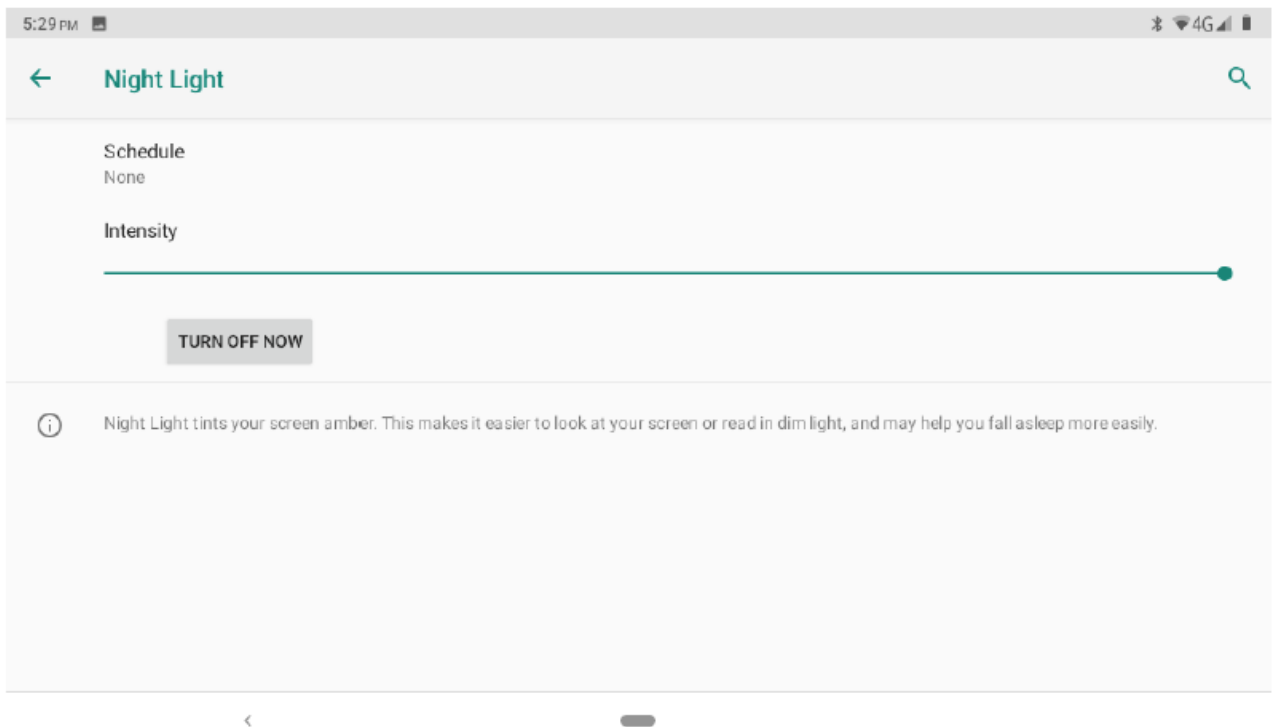 5:29 PM
4G
Night Light
Schedule
None
Intensity
TURN OFF NOW
Night Light tints your screen amber. This makes it easier to look at your screen or read in dim light, and may help you fall asleep more easily.